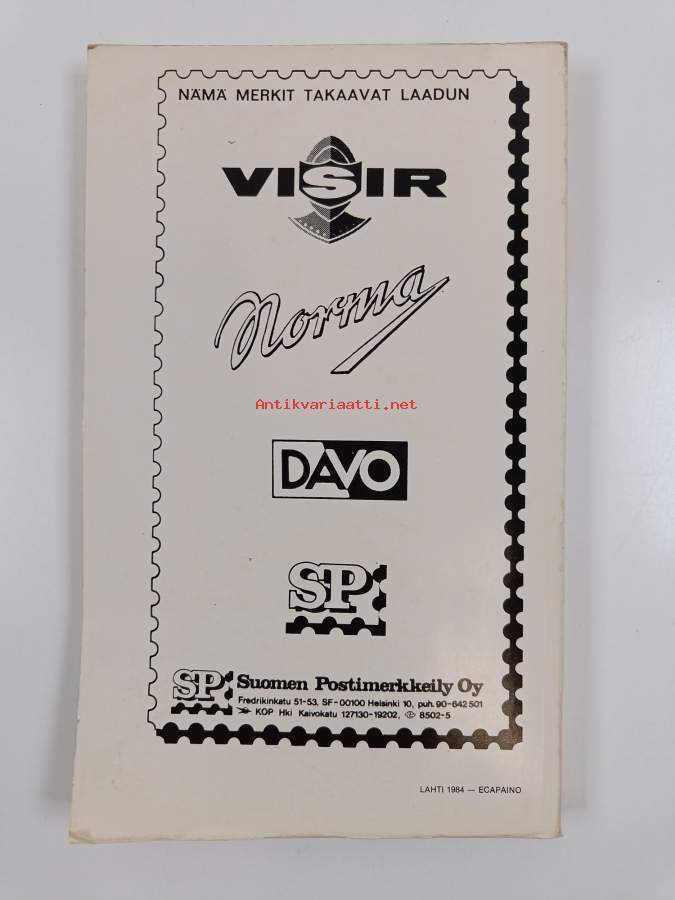 NÄMÄ MERKIT TAKAAVAT LAADUN
VISIR
Norma
Antikvariaatti.net
DAVO
SP
SP Suomen Postimerkkeily Oy
Fredrikinkatu 51-53, SF-00100 Helsinki 10, puh. 90-642 501
KOP Hki Kaivokatu 127130-19202, 8502-5
LAHTI 1984 — ECAPAINO